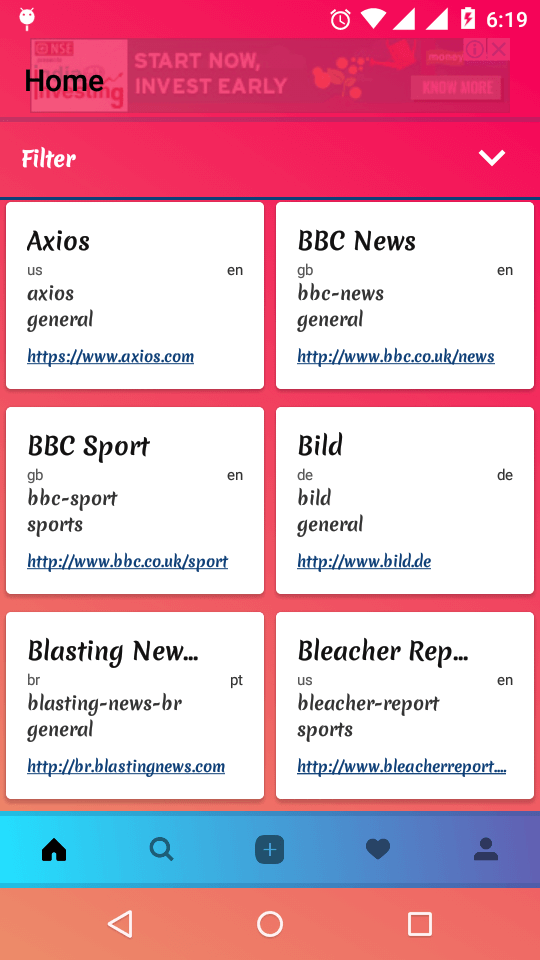 6:19
NSE
START NOW,
INVEST EARLY
investing
money
KNOW MORE
Home
Filter
Axios
us en
axios
general
https://www.axios.com
BBC News
gb en
bbc-news
general
http://www.bbc.co.uk/news
BBC Sport
gb en
bbc-sport
sports
http://www.bbc.co.uk/sport
Bild
de de
bild
general
http://www.bild.de
Blasting New...
br pt
blasting-news-br
general
http://br.blastingnews.com
Bleacher Rep...
us en
bleacher-report
sports
http://www.bleacherreport....